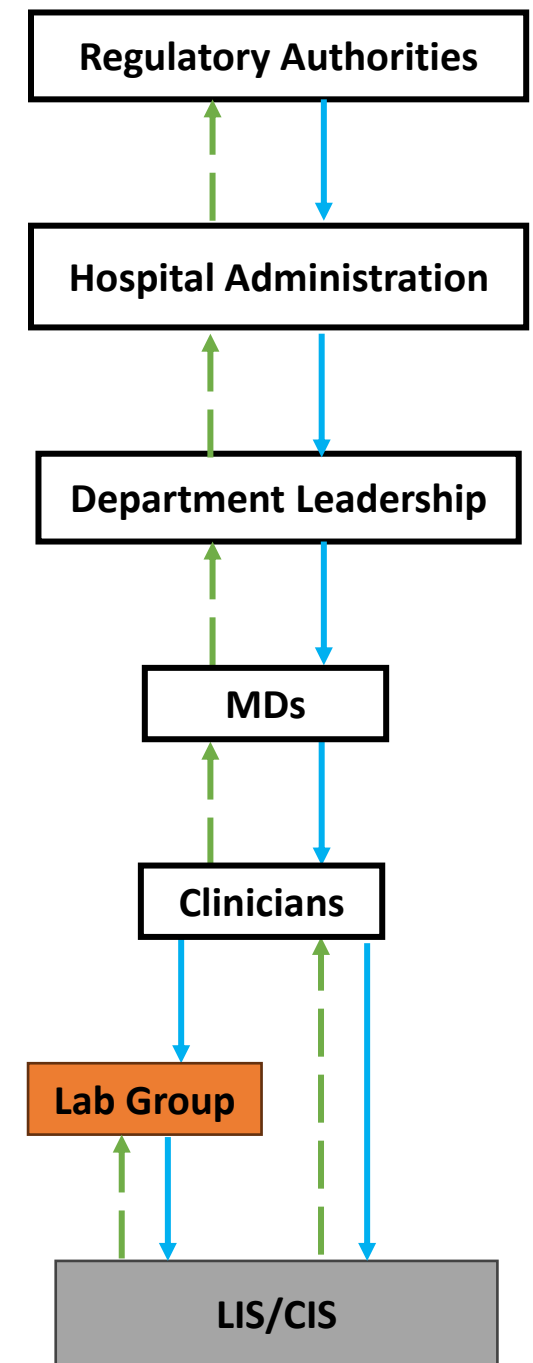 Regulatory Authorities
Hospital Administration
Department Leadership
MDs
Clinicians
Lab Group
LIS/CIS